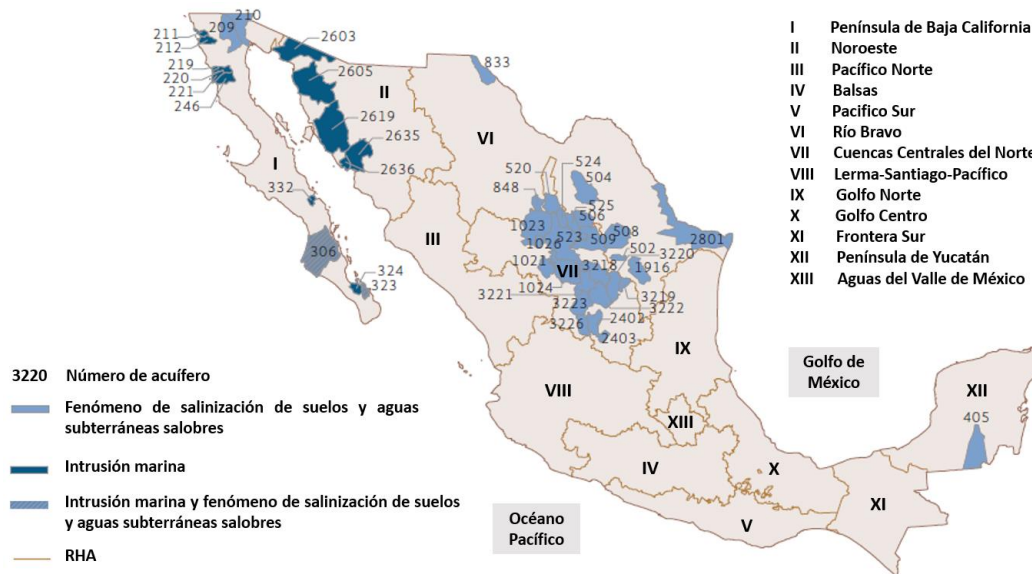 210
211
209
212
219
220
221
246
2603
2605
II
2619
2635
2636
I
332
306
324
323
833
VI
III
520
524
504
848
525
506
1023
523
509
508
2801
1026
502
3220
1021
VII
3218
1916
1024
3221
3223
3219
3222
2402
3226
2403
IX
VIII
XIII
IV
X
V
XI
XII
405
Golfo de
México
Océano
Pacífico
I Península de Baja California
II Noroeste
III Pacífico Norte
IV Balsas
V Pacifico Sur
VI Río Bravo
VII Cuencas Centrales del Norte
VIII Lerma-Santiago-Pacífico
IX Golfo Norte
X Golfo Centro
XI Frontera Sur
XII Península de Yucatán
XIII Aguas del Valle de México
3220 Número de acuífero
Fenómeno de salinización de suelos y aguas
subterráneas salobres
Intrusión marina
Intrusión marina y fenómeno de salinización de suelos
y aguas subterráneas salobres
RHA